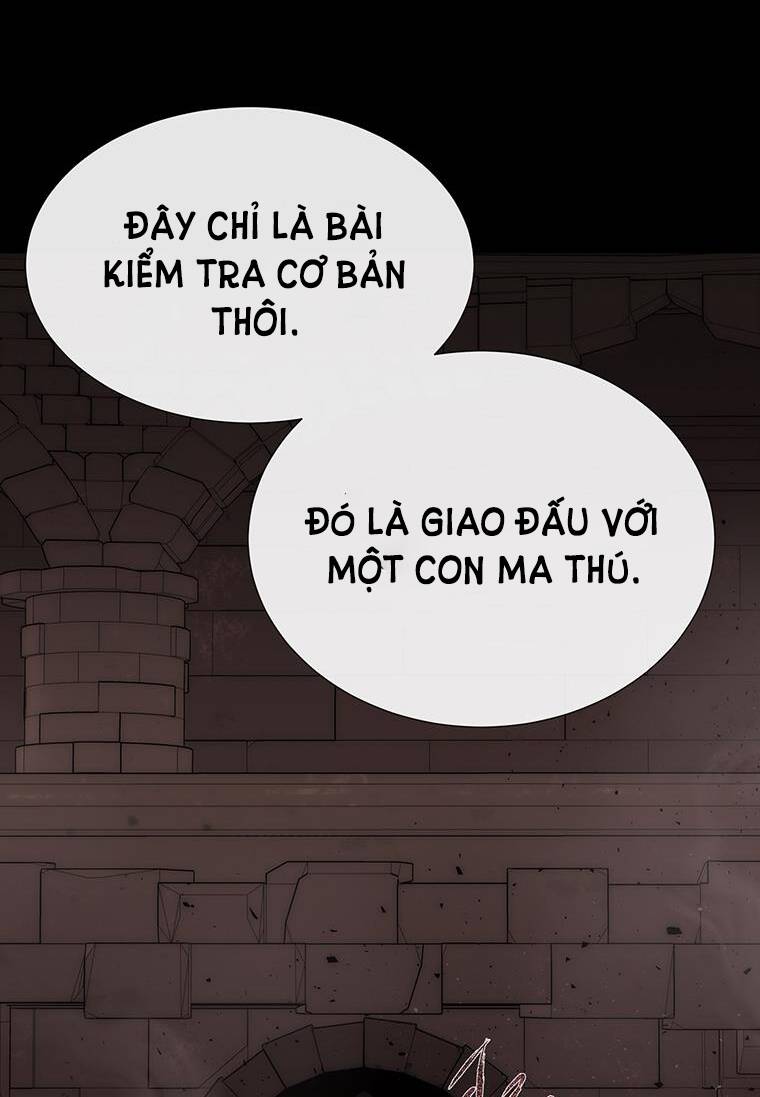 ĐÂY CHỈ LÀ BÀI
KIỂM TRA CƠ BẢN
THÔI.
ĐÓ LÀ GIAO ĐẤU VỚI
MỘT CON MA THÚ.